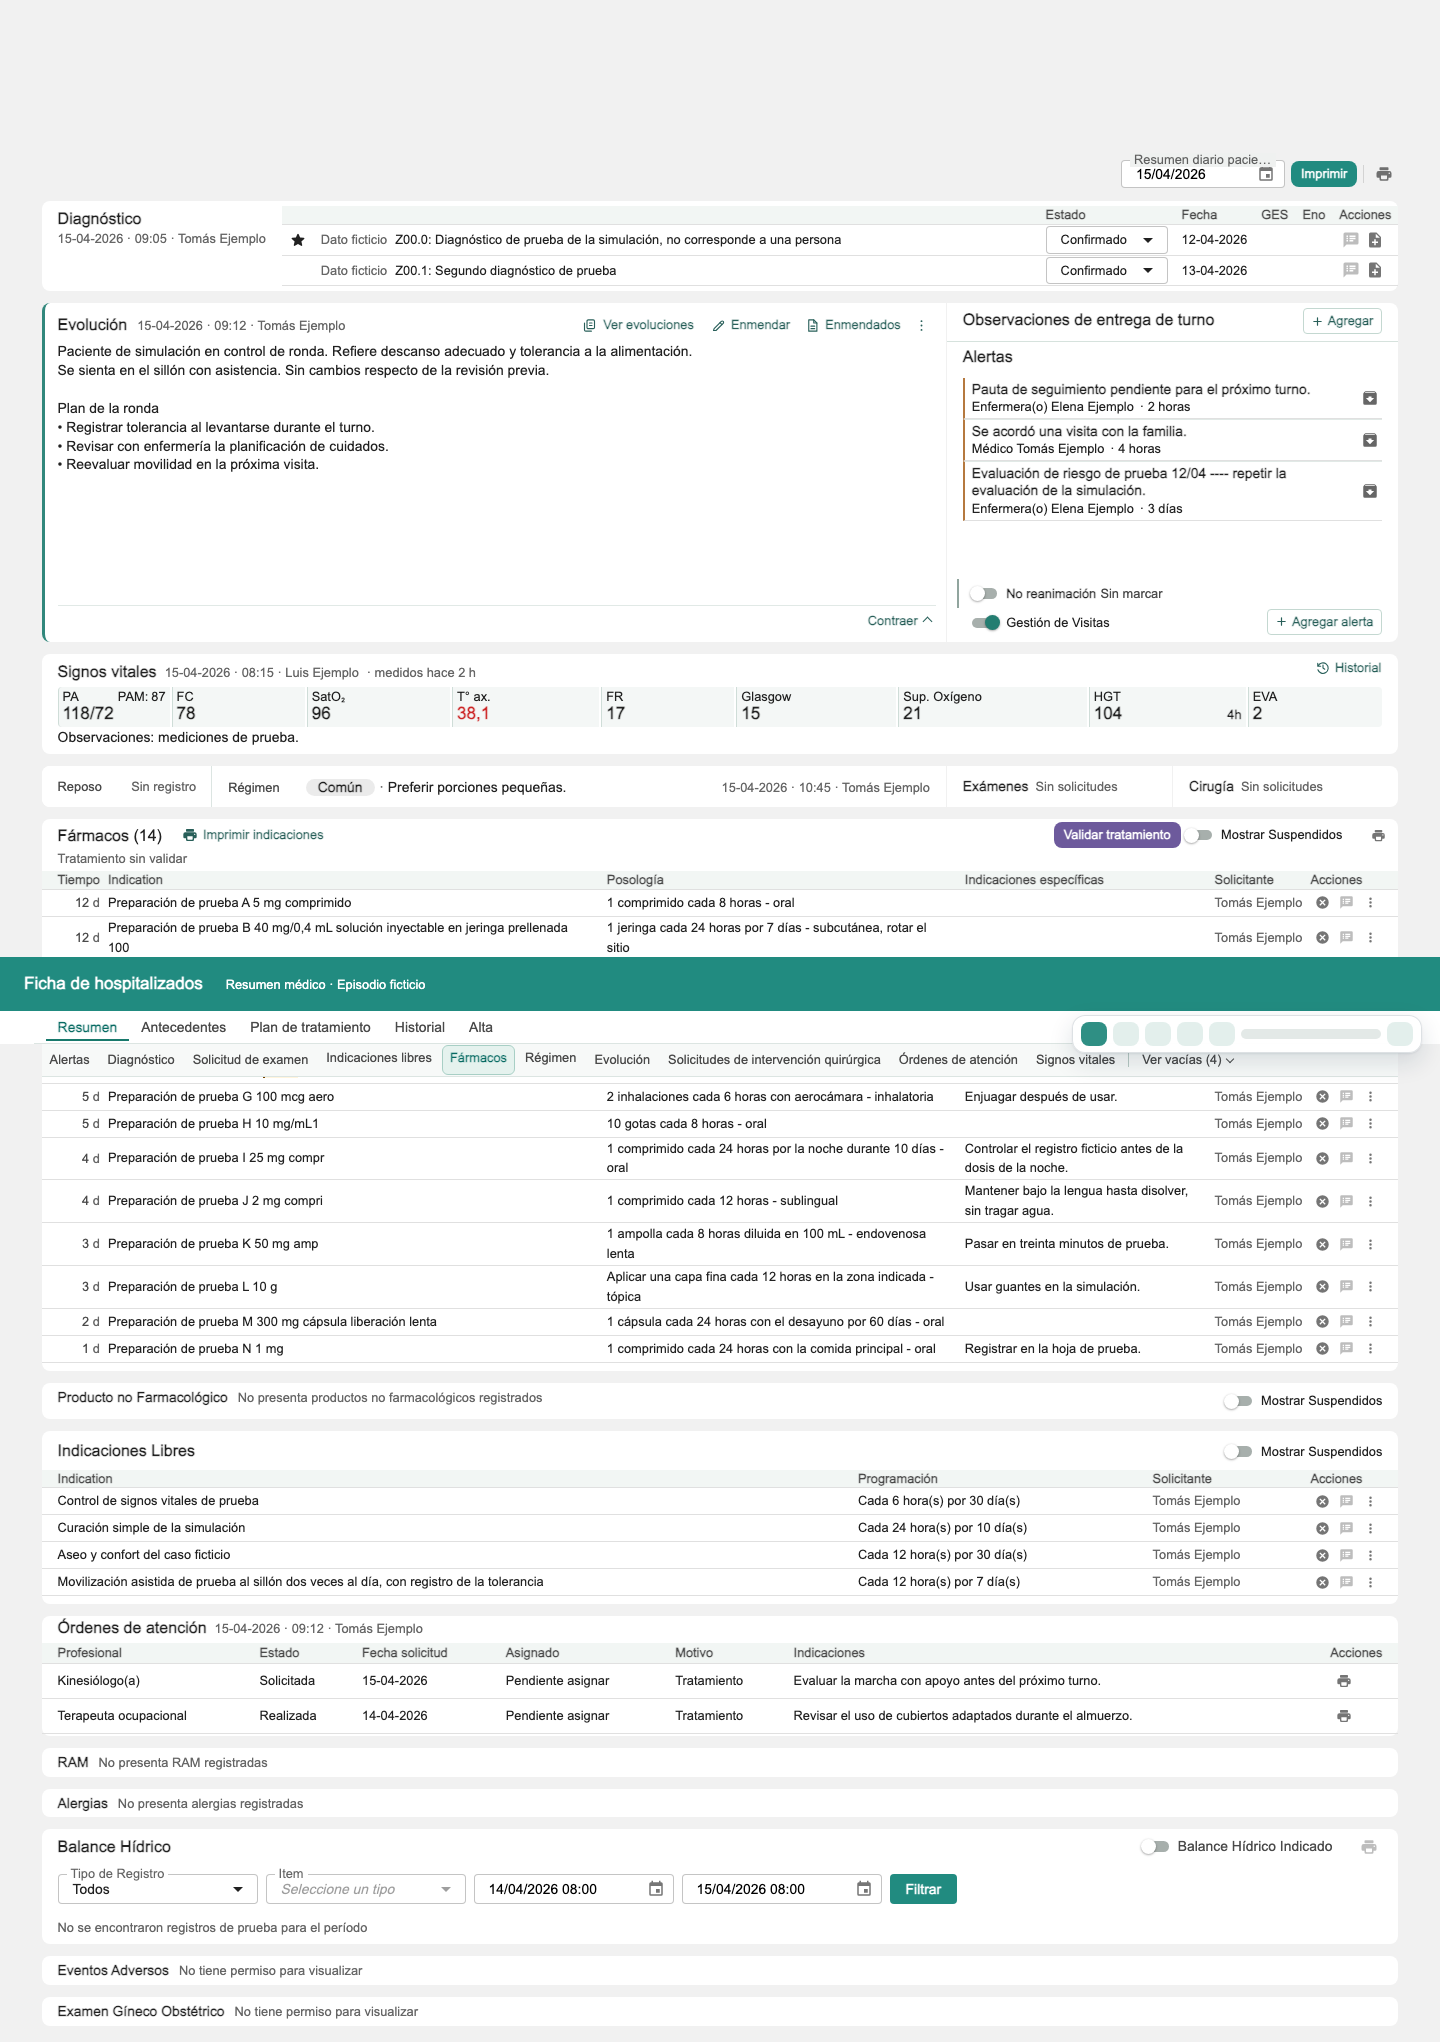 Resumen diario pacie...
15/04/2026
Imprimir
Diagnóstico
15-04-2026 · 09:05 · Tomás Ejemplo
Estado Fecha GES Eno Acciones
Dato ficticio Z00.0: Diagnóstico de prueba de la simulación, no corresponde a una persona Confirmado 12-04-2026
Dato ficticio Z00.1: Segundo diagnóstico de prueba Confirmado 13-04-2026
Evolución 15-04-2026 · 09:12 · Tomás Ejemplo Ver evoluciones Enmendar Enmendados
Paciente de simulación en control de ronda. Refiere descanso adecuado y tolerancia a la alimentación.
Se sienta en el sillón con asistencia. Sin cambios respecto de la revisión previa.
Plan de la ronda
• Registrar tolerancia al levantarse durante el turno.
• Revisar con enfermería la planificación de cuidados.
• Reevaluar movilidad en la próxima visita.
Contraer
Observaciones de entrega de turno + Agregar
Alertas
Pauta de seguimiento pendiente para el próximo turno.
Enfermera(o) Elena Ejemplo · 2 horas
Se acordó una visita con la familia.
Médico Tomás Ejemplo · 4 horas
Evaluación de riesgo de prueba 12/04 ---- repetir la
evaluación de la simulación.
Enfermera(o) Elena Ejemplo · 3 días
No reanimación Sin marcar
Gestión de Visitas + Agregar alerta
Signos vitales 15-04-2026 · 08:15 · Luis Ejemplo · medidos hace 2 h Historial
PA PAM: 87 FC SatO₂ T° ax. FR Glasgow Sup. Oxígeno HGT EVA
118/72 78 96 38,1 17 15 21 104 4h 2
Observaciones: mediciones de prueba.
Reposo Sin registro Régimen Común · Preferir porciones pequeñas. 15-04-2026 · 10:45 · Tomás Ejemplo Exámenes Sin solicitudes Cirugía Sin solicitudes
Fármacos (14) Imprimir indicaciones Validar tratamiento Mostrar Suspendidos
Tratamiento sin validar
Tiempo Indication Posología Indicaciones específicas Solicitante Acciones
12 d Preparación de prueba A 5 mg comprimido 1 comprimido cada 8 horas - oral Tomás Ejemplo
12 d Preparación de prueba B 40 mg/0,4 mL solución inyectable en jeringa prellenada
100
1 jeringa cada 24 horas por 7 días - subcutánea, rotar el
sitio
Tomás Ejemplo
Ficha de hospitalizados Resumen médico · Episodio ficticio
Resumen Antecedentes Plan de tratamiento Historial Alta
Alertas Diagnóstico Solicitud de examen Indicaciones libres Fármacos Régimen Evolución Solicitudes de intervención quirúrgica Órdenes de atención Signos vitales Ver vacías (4)
5 d Preparación de prueba G 100 mcg aero 2 inhalaciones cada 6 horas con aerocámara - inhalatoria Enjuagar después de usar. Tomás Ejemplo
5 d Preparación de prueba H 10 mg/mL1 10 gotas cada 8 horas - oral Tomás Ejemplo
4 d Preparación de prueba I 25 mg compr
1 comprimido cada 24 horas por la noche durante 10 días -
oral
Controlar el registro ficticio antes de la
dosis de la noche.
Tomás Ejemplo
4 d Preparación de prueba J 2 mg compri 1 comprimido cada 12 horas - sublingual
Mantener bajo la lengua hasta disolver,
sin tragar agua.
Tomás Ejemplo
3 d Preparación de prueba K 50 mg amp
1 ampolla cada 8 horas diluida en 100 mL - endovenosa
lenta
Pasar en treinta minutos de prueba. Tomás Ejemplo
3 d Preparación de prueba L 10 g
Aplicar una capa fina cada 12 horas en la zona indicada -
tópica
Usar guantes en la simulación. Tomás Ejemplo
2 d Preparación de prueba M 300 mg cápsula liberación lenta 1 cápsula cada 24 horas con el desayuno por 60 días - oral Tomás Ejemplo
1 d Preparación de prueba N 1 mg 1 comprimido cada 24 horas con la comida principal - oral Registrar en la hoja de prueba. Tomás Ejemplo
Producto no Farmacológico No presenta productos no farmacológicos registrados Mostrar Suspendidos
Indicaciones Libres Mostrar Suspendidos
Indication Programación Solicitante Acciones
Control de signos vitales de prueba Cada 6 hora(s) por 30 día(s) Tomás Ejemplo
Curación simple de la simulación Cada 24 hora(s) por 10 día(s) Tomás Ejemplo
Aseo y confort del caso ficticio Cada 12 hora(s) por 30 día(s) Tomás Ejemplo
Movilización asistida de prueba al sillón dos veces al día, con registro de la tolerancia Cada 12 hora(s) por 7 día(s) Tomás Ejemplo
Órdenes de atención 15-04-2026 · 09:12 · Tomás Ejemplo
Profesional Estado Fecha solicitud Asignado Motivo Indicaciones Acciones
Kinesiólogo(a) Solicitada 15-04-2026 Pendiente asignar Tratamiento Evaluar la marcha con apoyo antes del próximo turno.
Terapeuta ocupacional Realizada 14-04-2026 Pendiente asignar Tratamiento Revisar el uso de cubiertos adaptados durante el almuerzo.
RAM No presenta RAM registradas
Alergias No presenta alergias registradas
Balance Hídrico Balance Hídrico Indicado
Tipo de Registro Item
Todos Seleccione un tipo 14/04/2026 08:00 15/04/2026 08:00 Filtrar
No se encontraron registros de prueba para el período
Eventos Adversos No tiene permiso para visualizar
Examen Gíneco Obstétrico No tiene permiso para visualizar